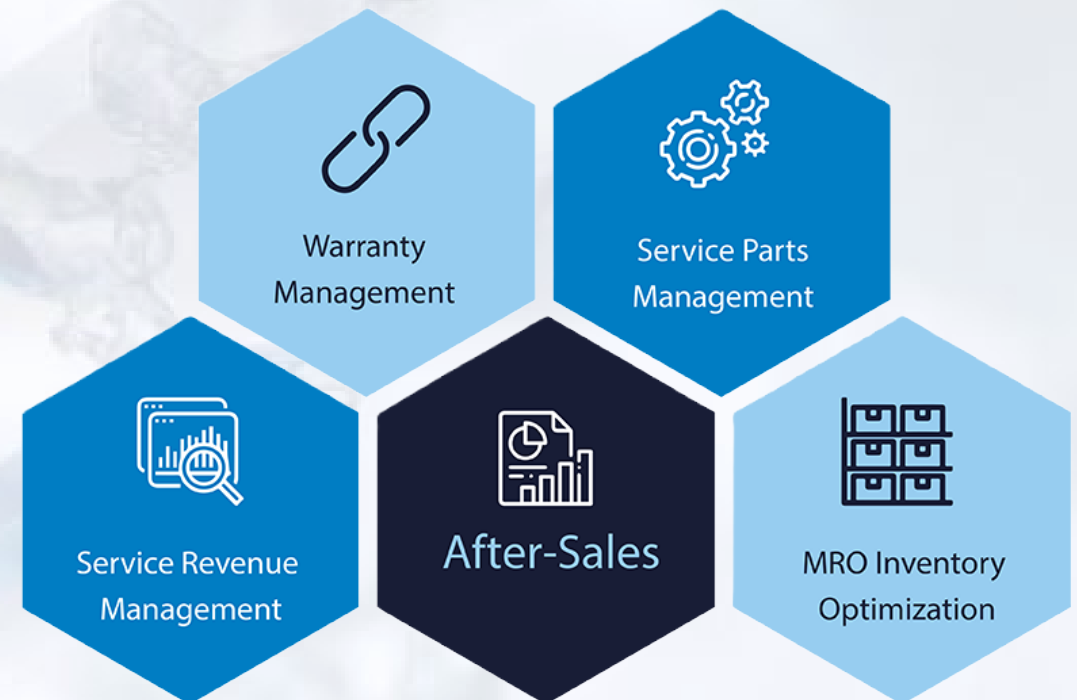 Warranty
Management
Service Parts
Management
Service Revenue
Management
After-Sales
MRO Inventory
Optimization